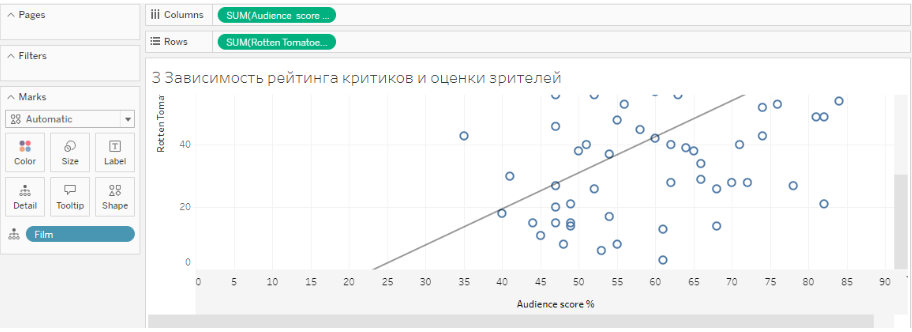 Pages
Columns
SUM(Audience score ...
Rows
SUM(Rotten Tomatoe...
Filters
Marks
Automatic
Color
Size
Label
Detail
Tooltip
Shape
Film
3 Зависимость рейтинга критиков и оценки зрителей
Rotten Toma
40
20
0
0 5 10 15 20 25 30 35 40 45 50 55 60 65 70 75 80 85 90
Audience score %